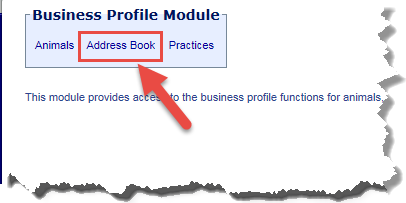 Business Profile Module
Animals Address Book Practices
This module provides access to the business profile functions for animals,